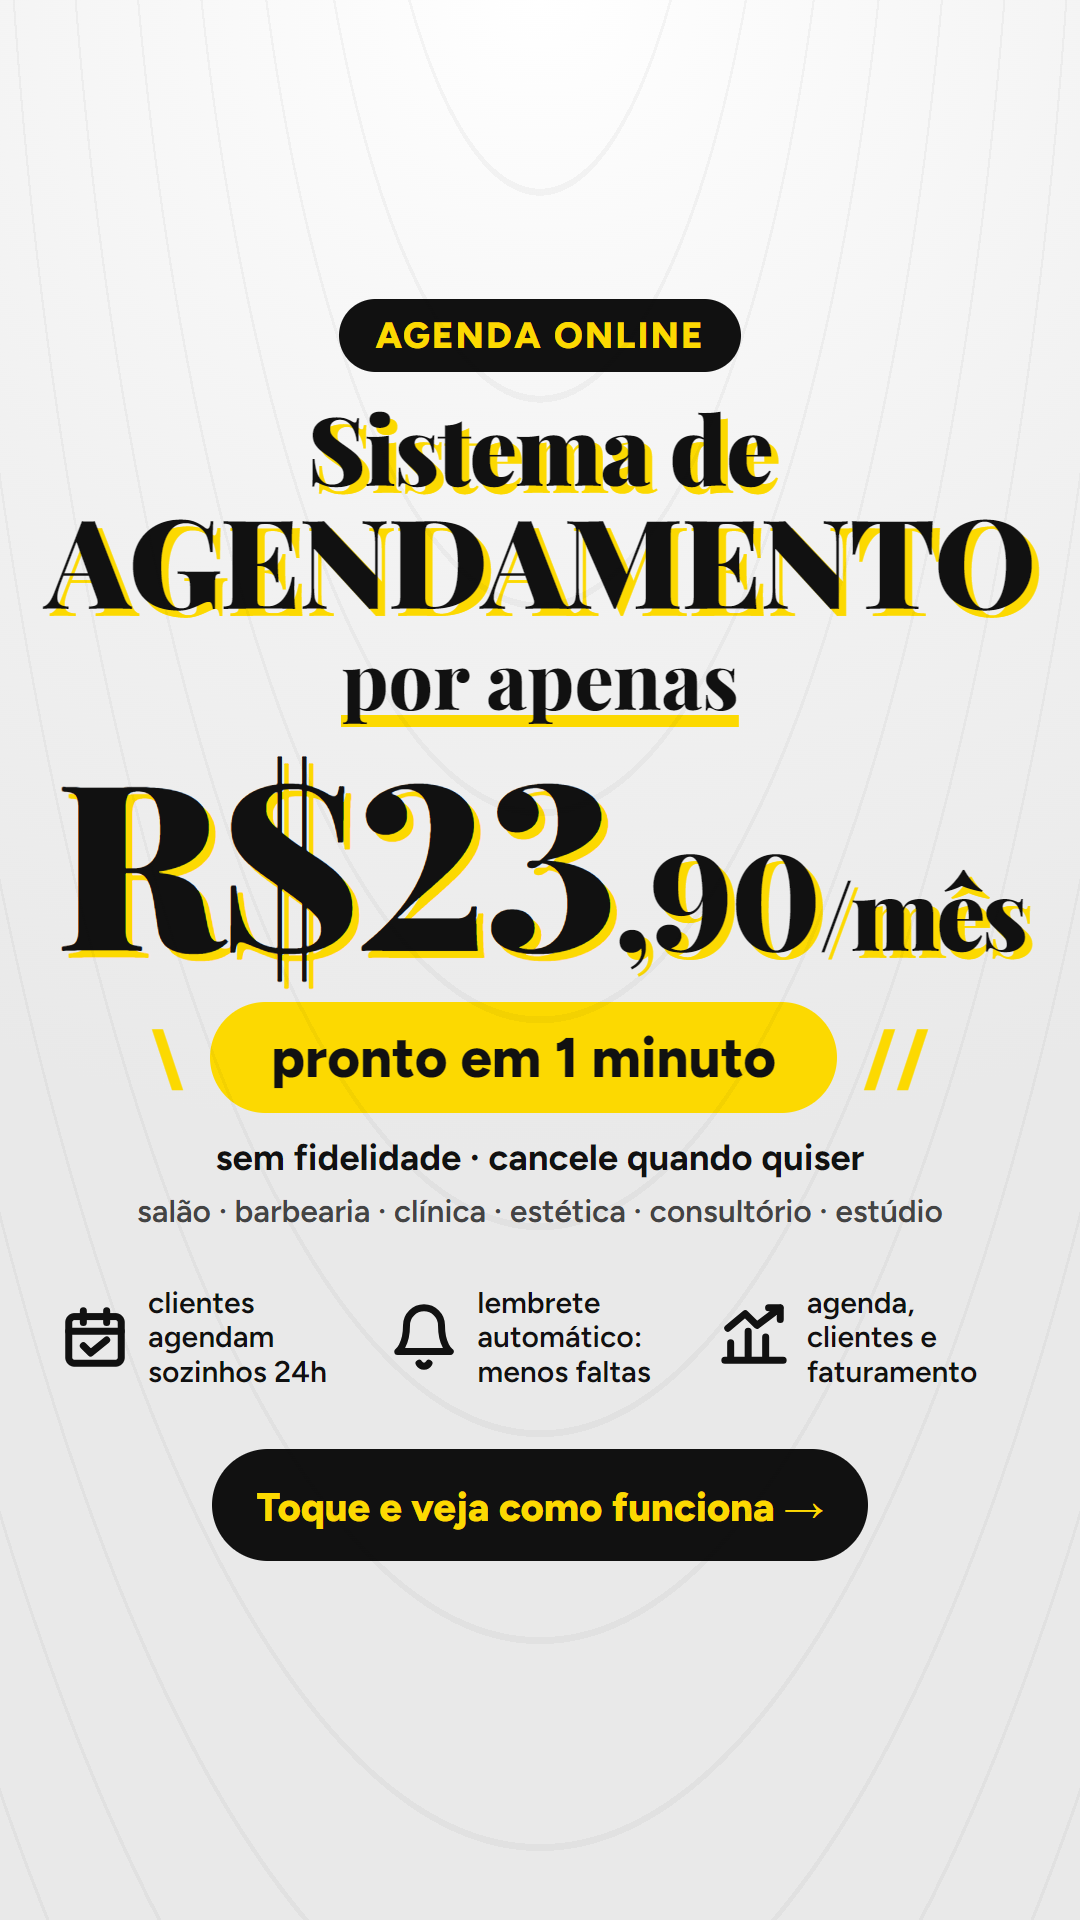 AGENDA ONLINE
Sistema de
AGENDAMENTO
por apenas
R$23,90/mês
\ pronto em 1 minuto //
sem fidelidade · cancele quando quiser
salão · barbearia · clínica · estética · consultório · estúdio
clientes
agendam
sozinhos 24h
lembrete
automático:
menos faltas
agenda,
clientes e
faturamento
Toque e veja como funciona →